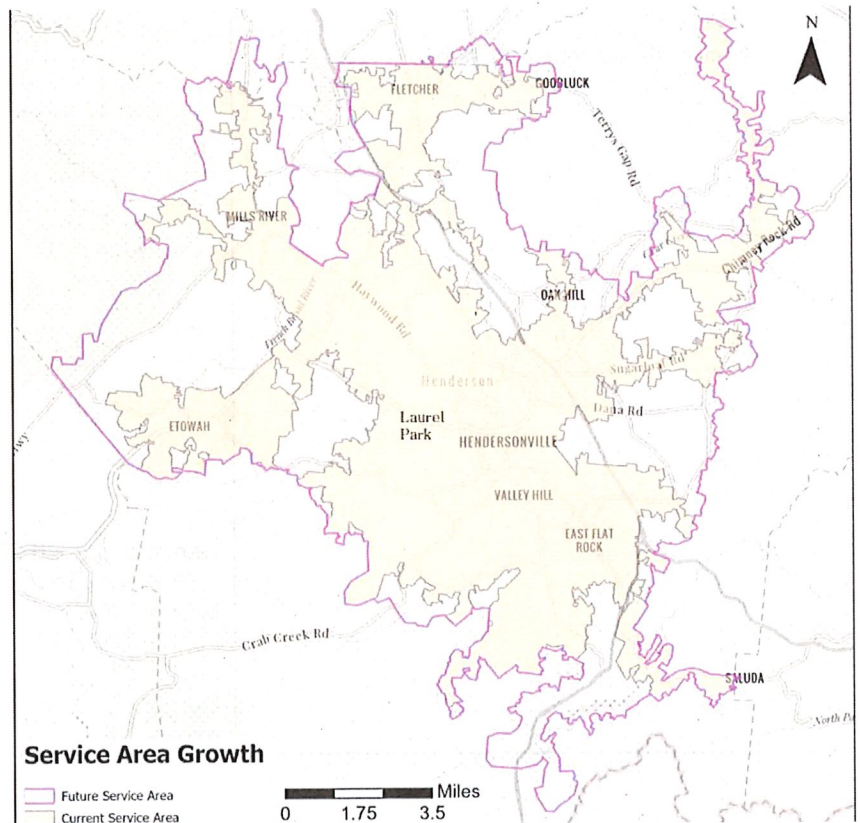 N
FLETCHER
GOODLUCK
Terrys Gap Rd
MILLS RIVER
Chimney Rock Rd
OAK HILL
Haywood Rd
Sugarloaf Rd
Henderson
Dana Rd
Laurel
Park
ETOWAH
HENDERSONVILLE
VALLEY HILL
EAST FLAT
ROCK
Crab Creek Rd
SALUDA
Service Area Growth
Future Service Area
Current Service Area
Miles
0 1.75 3.5